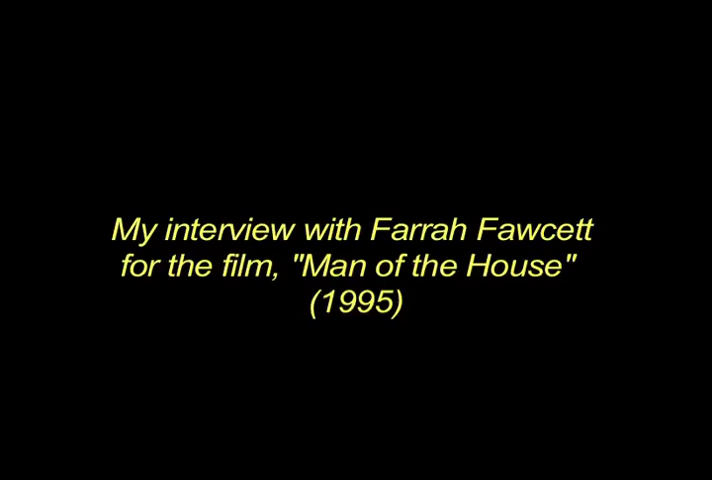 My interview with Farrah Fawcett
for the film, "Man of the House"
(1995)